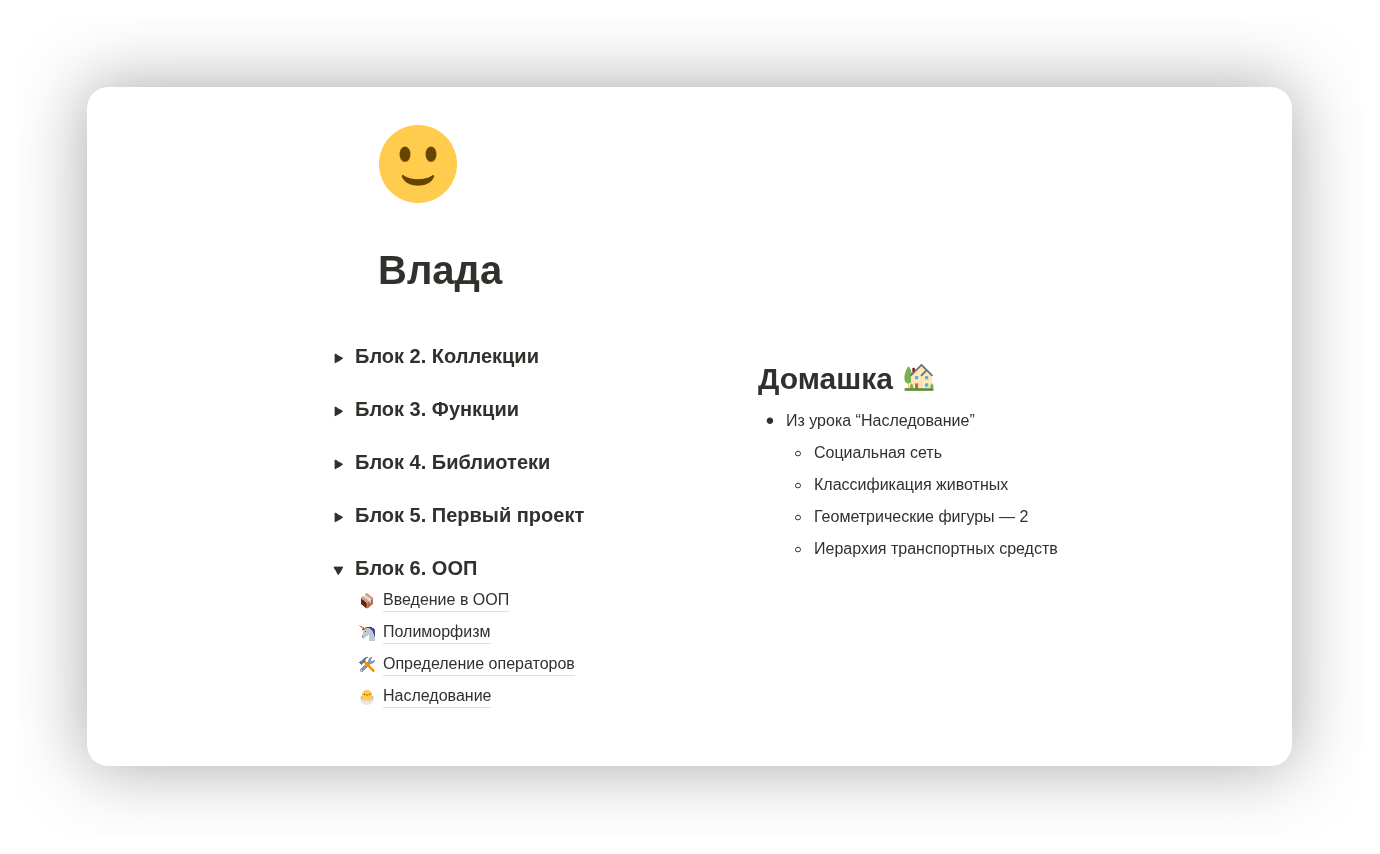 Влада
Блок 2. Коллекции
Блок 3. Функции
Блок 4. Библиотеки
Блок 5. Первый проект
Блок 6. ООП
Введение в ООП
Полиморфизм
Определение операторов
Наследование
Домашка
Из урока “Наследование”
Социальная сеть
Классификация животных
Геометрические фигуры — 2
Иерархия транспортных средств